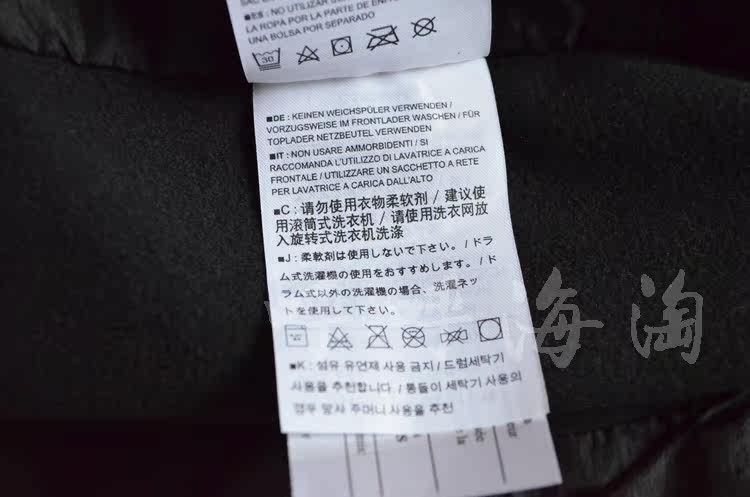 ■ES: NO UTILIZAR
LA ROPA POR LA PARTE DE
UNA BOLSA POR SEPARADO
30
■DE: KEINEN WEICHSPÜLER VERWENDEN /
VORZUGSWEISE IM FRONTLADER WASCHEN / FÜR
TOPLADER NETZBEUTEL VERWENDEN
■IT: NON USARE AMMORBIDENTI / SI
RACCOMANDA L'UTILIZZO DI LAVATRICE A CARICA
FRONTALE / UTILIZZARE UN SACCHETTO A RETE
PER LAVATRICE A CARICA DALL'ALTO
■C: 请勿使用衣物柔软剂 / 建议使
用滚筒式洗衣机 / 请使用洗衣网放
入旋转式洗衣机洗涤
■J: 柔軟剤は使用しないで下さい。/ ドラ
ム式洗濯機の使用をおすすめします。/ ド
ラム式以外の洗濯機の場合、洗濯ネッ
トを使用して下さい。
■K: 섬유 유연제 사용 금지 / 드럼세탁기
사용을 추천합니다. / 통돌이 세탁기 사용의
경우 망사 주머니 사용을 추천
海淘